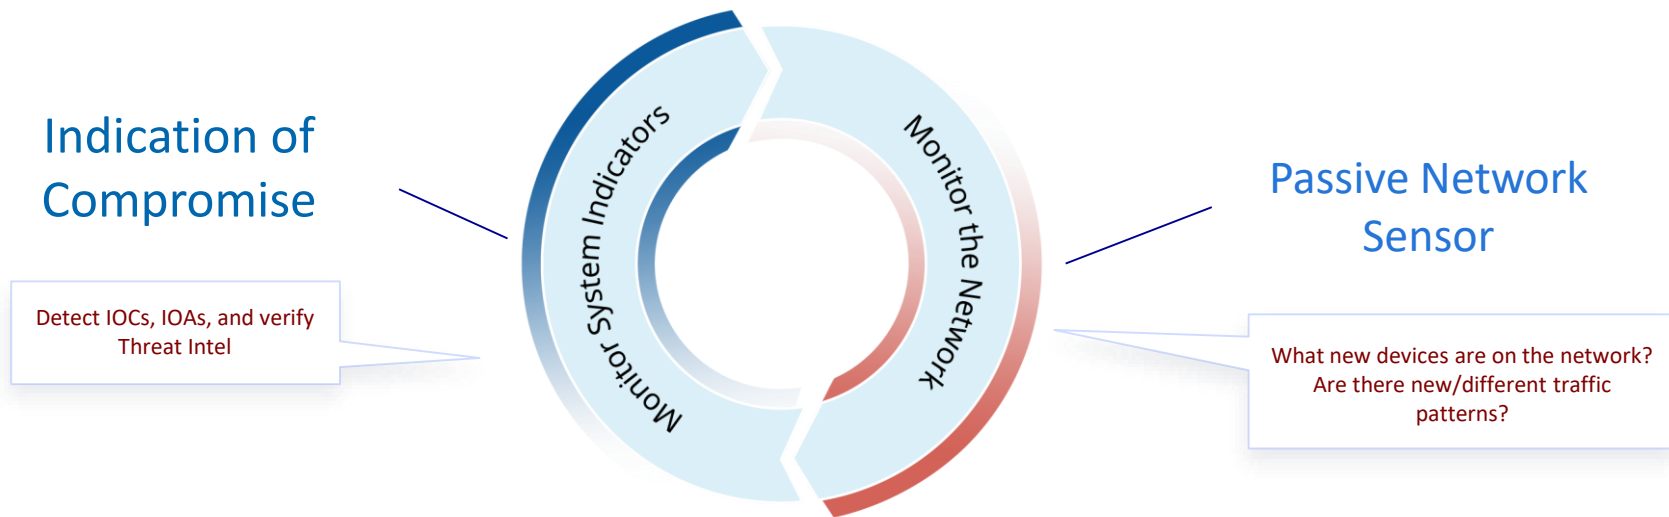 Indication of
Compromise
Detect IOCs, IOAs, and verify
Threat Intel
Monitor System Indicators
Monitor the Network
Passive Network
Sensor
What new devices are on the network?
Are there new/different traffic
patterns?